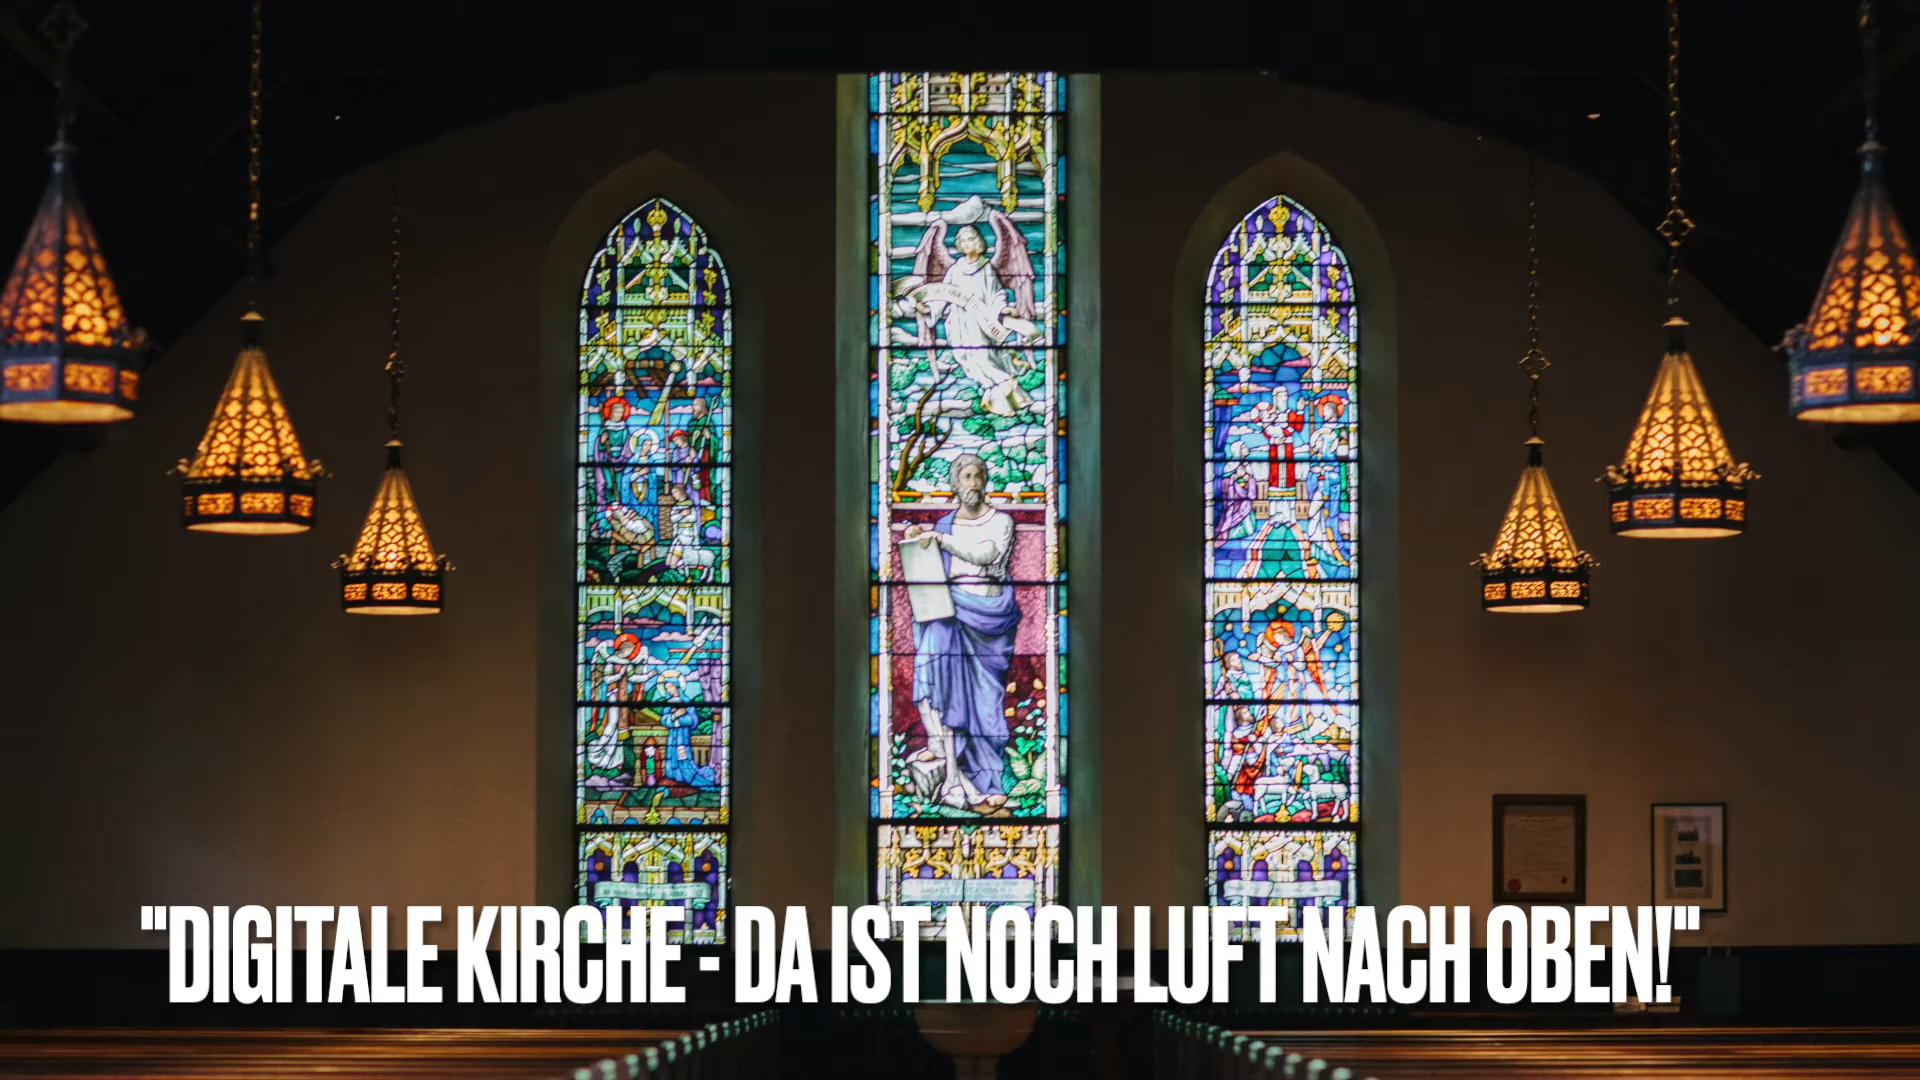 "DIGITALE KIRCHE - DA IST NOCH LUFT NACH OBEN!"